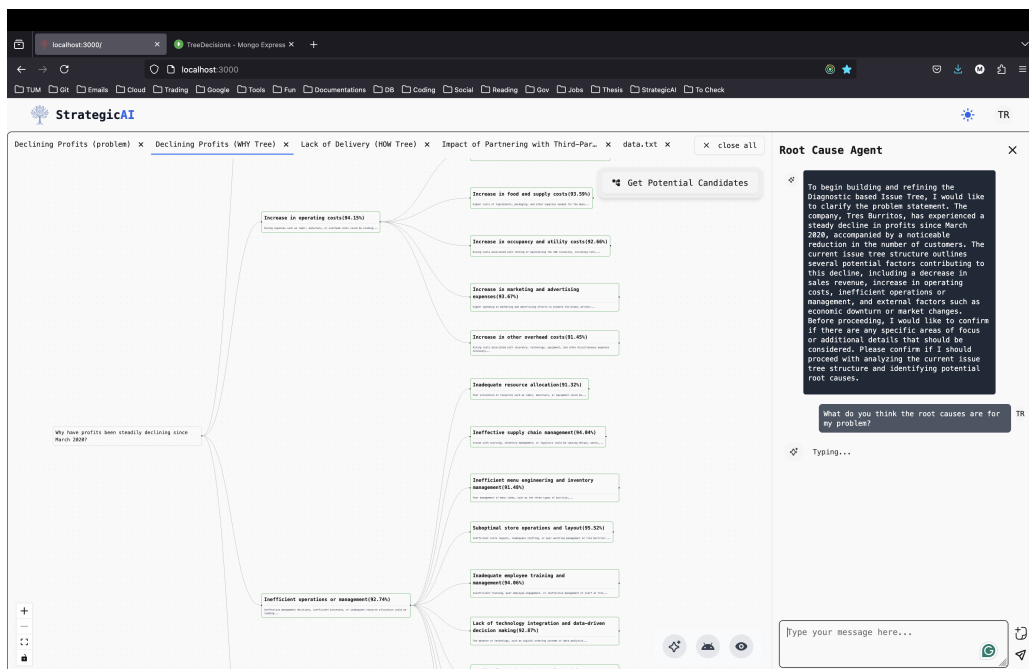 localhost:3000/
TreeDecisions - Mongo Express
localhost:3000
TUM Git Emails Cloud Trading Google Tools Fun Documentations DB Coding Social Reading Gov Jobs Thesis StrategicAI To Check
StrategicAI
TR
Declining Profits (problem)
Declining Profits (WHY Tree)
Lack of Delivery (HOW Tree)
Impact of Partnering with Third-Par...
data.txt
close all
Get Potential Candidates
Increase in food and supply costs(93.59%)
Increase in operating costs(94.15%)
Increase in occupancy and utility costs(92.66%)
Increase in marketing and advertising
expenses(93.67%)
Increase in other overhead costs(91.45%)
Inadequate resource allocation(91.32%)
Why have profits been steadily declining since
March 2020?
Ineffective supply chain management(94.04%)
Inefficient menu engineering and inventory
management(91.48%)
Suboptimal store operations and layout(95.52%)
Inadequate employee training and
management(94.06%)
Inefficient operations or management(92.74%)
Lack of technology integration and data-driven
decision making(92.87%)
Root Cause Agent
To begin building and refining the
Diagnostic based Issue Tree, I would like
to clarify the problem statement. The
company, Tres Burritos, has experienced a
steady decline in profits since March
2020, accompanied by a noticeable
reduction in the number of customers. The
current issue tree structure outlines
several potential factors contributing to
this decline, including a decrease in
sales revenue, increase in operating
costs, inefficient operations or
management, and external factors such as
economic downturn or market changes.
Before proceeding, I would like to confirm
if there are any specific areas of focus
or additional details that should be
considered. Please confirm if I should
proceed with analyzing the current issue
tree structure and identifying potential
root causes.
What do you think the root causes are for
my problem?
TR
Typing...
Type your message here...